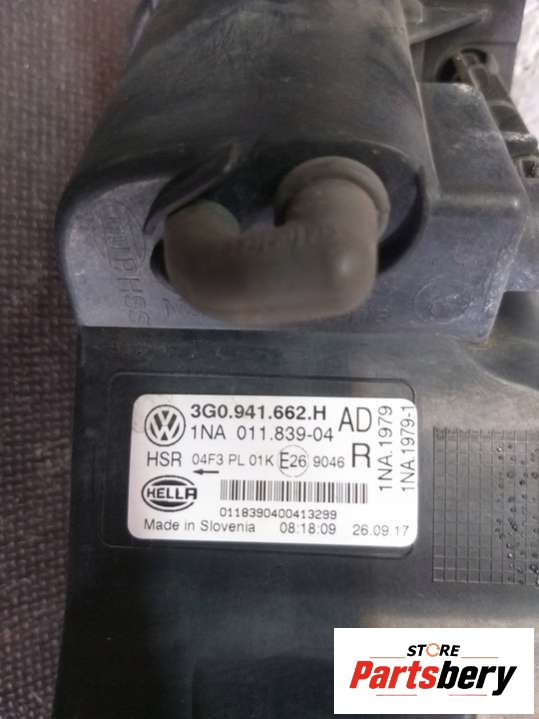 3G0.941.662.H AD
1NA 011.839-04
HSR 04F3 PL 01K E26 9046 R
HELLA
0118390400413299
Made in Slovenia 08:18:09 26.09.17
1NA.1979
1NA.1979-1
STORE
Partsbery